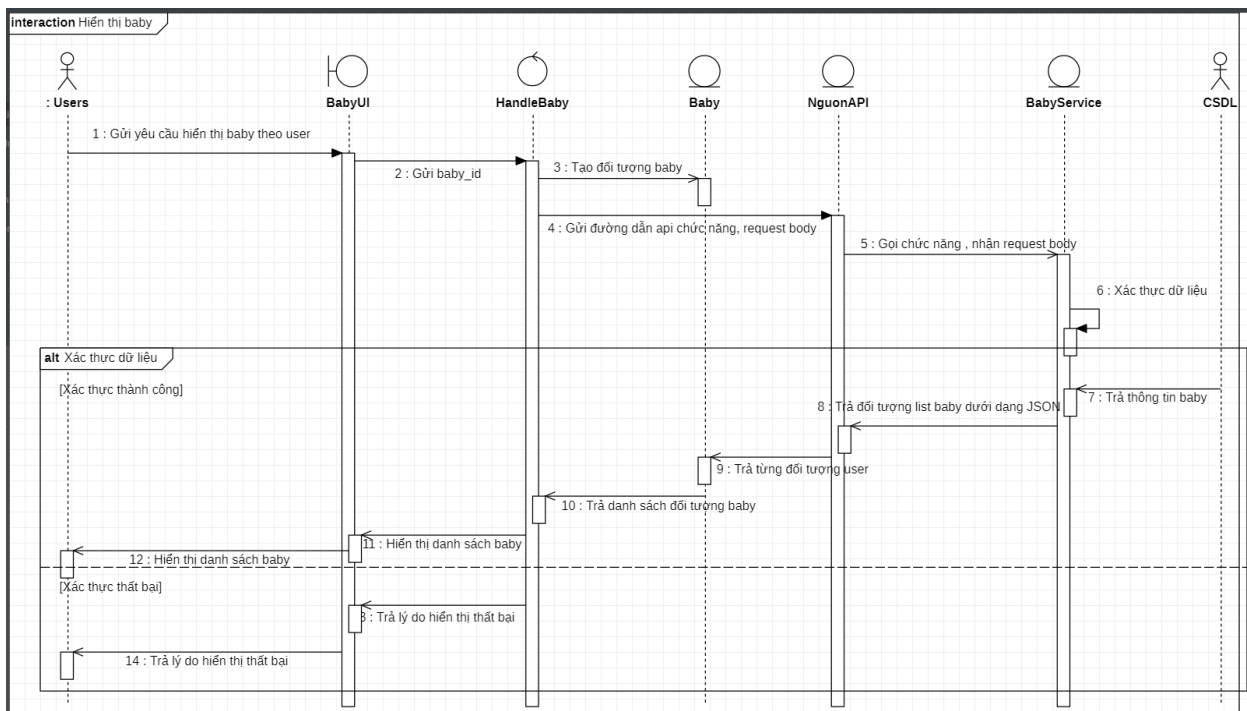 interaction Hiển thị baby
: Users
BabyUI
HandleBaby
Baby
NguonAPI
BabyService
CSDL
1 : Gửi yêu cầu hiển thị baby theo user
2 : Gửi baby_id
3 : Tạo đối tượng baby
4 : Gửi đường dẫn api chức năng, request body
5 : Gọi chức năng , nhận request body
6 : Xác thực dữ liệu
alt Xác thực dữ liệu
[Xác thực thành công]
7 : Trả thông tin baby
8 : Trả đối tượng list baby dưới dạng JSON
9 : Trả từng đối tượng user
10 : Trả danh sách đối tượng baby
11 : Hiển thị danh sách baby
12 : Hiển thị danh sách baby
[Xác thực thất bại]
3 : Trả lý do hiển thị thất bại
14 : Trả lý do hiển thị thất bại